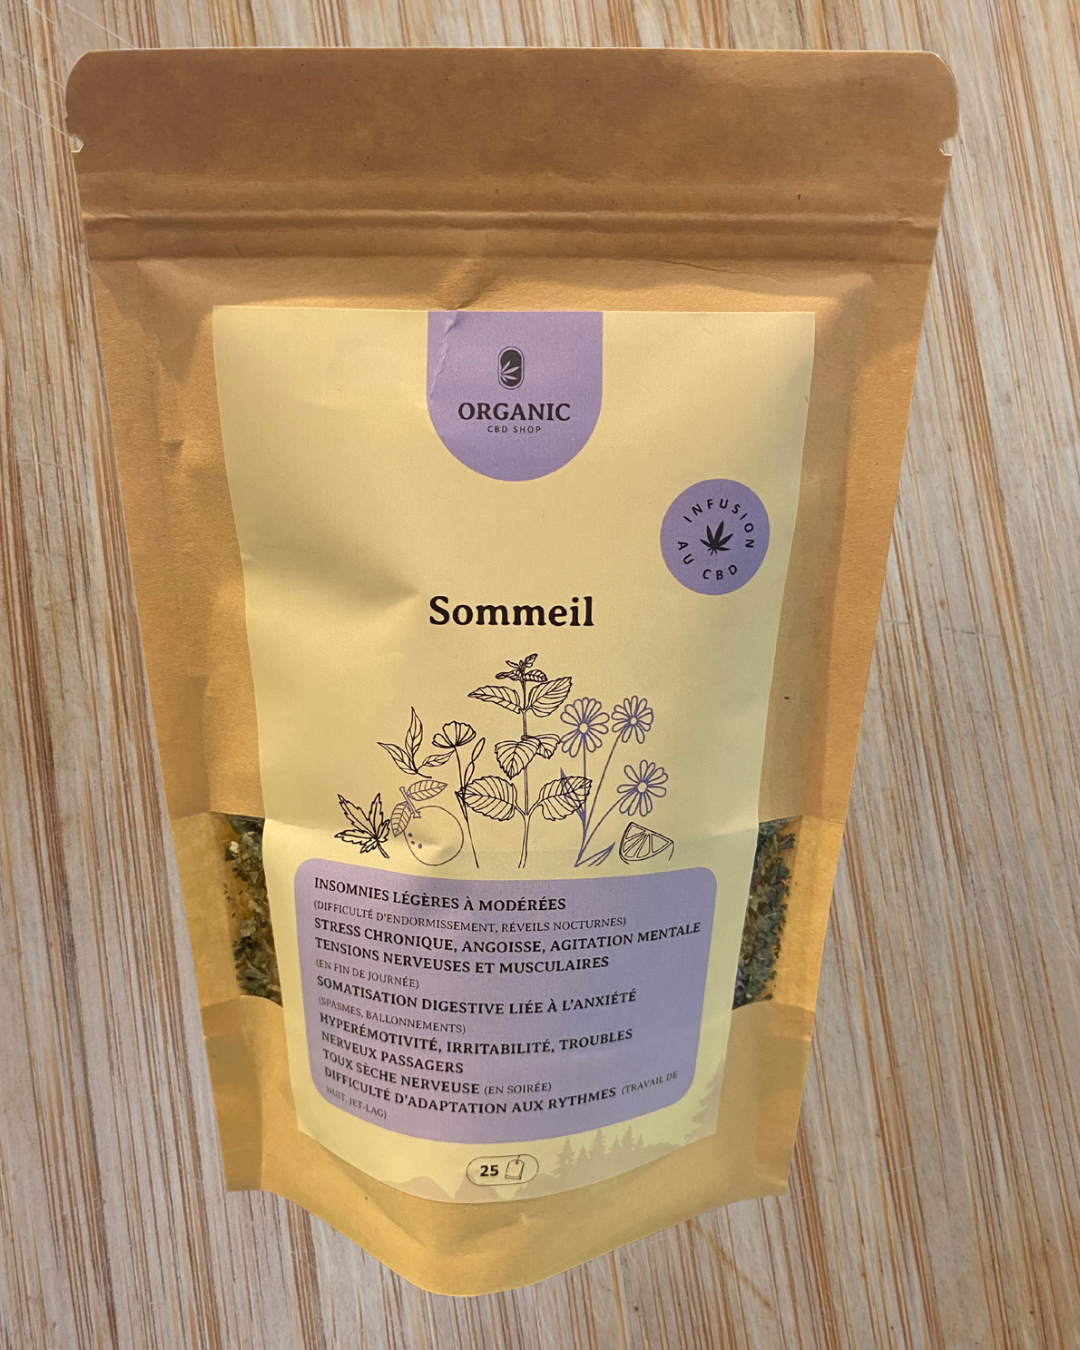 ORGANIC
CBD SHOP
INFUSION AU CBD
Sommeil
INSOMNIES LÉGÈRES À MODÉRÉES
(DIFFICULTÉ D'ENDORMISSEMENT, RÉVEILS NOCTURNES)
STRESS CHRONIQUE, ANGOISSE, AGITATION MENTALE
TENSIONS NERVEUSES ET MUSCULAIRES
(EN FIN DE JOURNÉE)
SOMATISATION DIGESTIVE LIÉE À L'ANXIÉTÉ
(SPASMES, BALLONNEMENTS)
HYPERÉMOTIVITÉ, IRRITABILITÉ, TROUBLES
NERVEUX PASSAGERS
TOUX SÈCHE NERVEUSE (EN SOIRÉE)
DIFFICULTÉ D'ADAPTATION AUX RYTHMES (TRAVAIL DE
NUIT, JET-LAG)
25